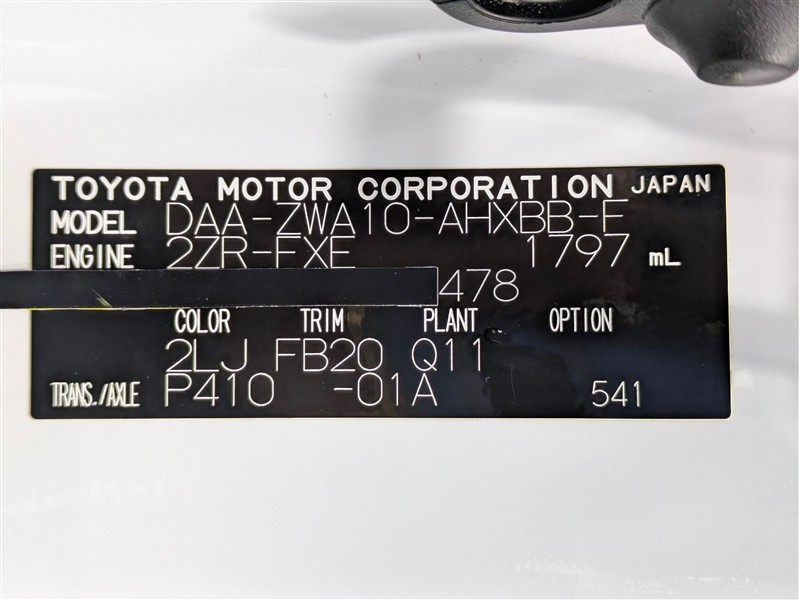 TOYOTA MOTOR CORPORATION JAPAN
MODEL DAA-ZWA10-AHXBB-F
ENGINE 2ZR-FXE 1797 mL
478
COLOR TRIM PLANT OPTION
2LJ FB20 Q11
TRANS./AXLE P410 -01A 541